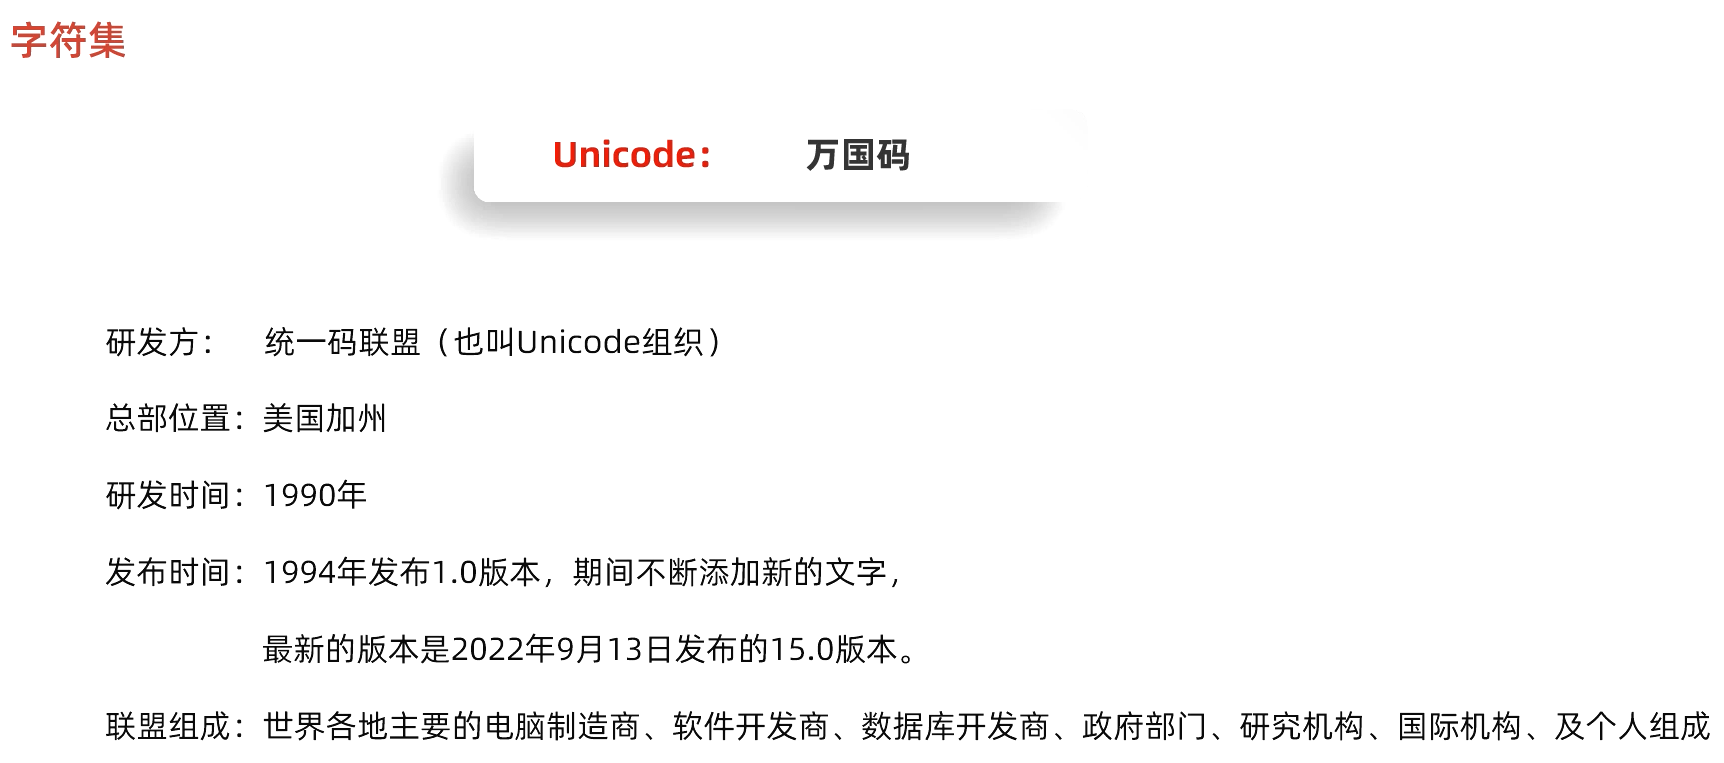 字符集
Unicode： 万国码
研发方： 统一码联盟（也叫Unicode组织）
总部位置：美国加州
研发时间：1990年
发布时间：1994年发布1.0版本，期间不断添加新的文字，
最新的版本是2022年9月13日发布的15.0版本。
联盟组成：世界各地主要的电脑制造商、软件开发商、数据库开发商、政府部门、研究机构、国际机构、及个人组成